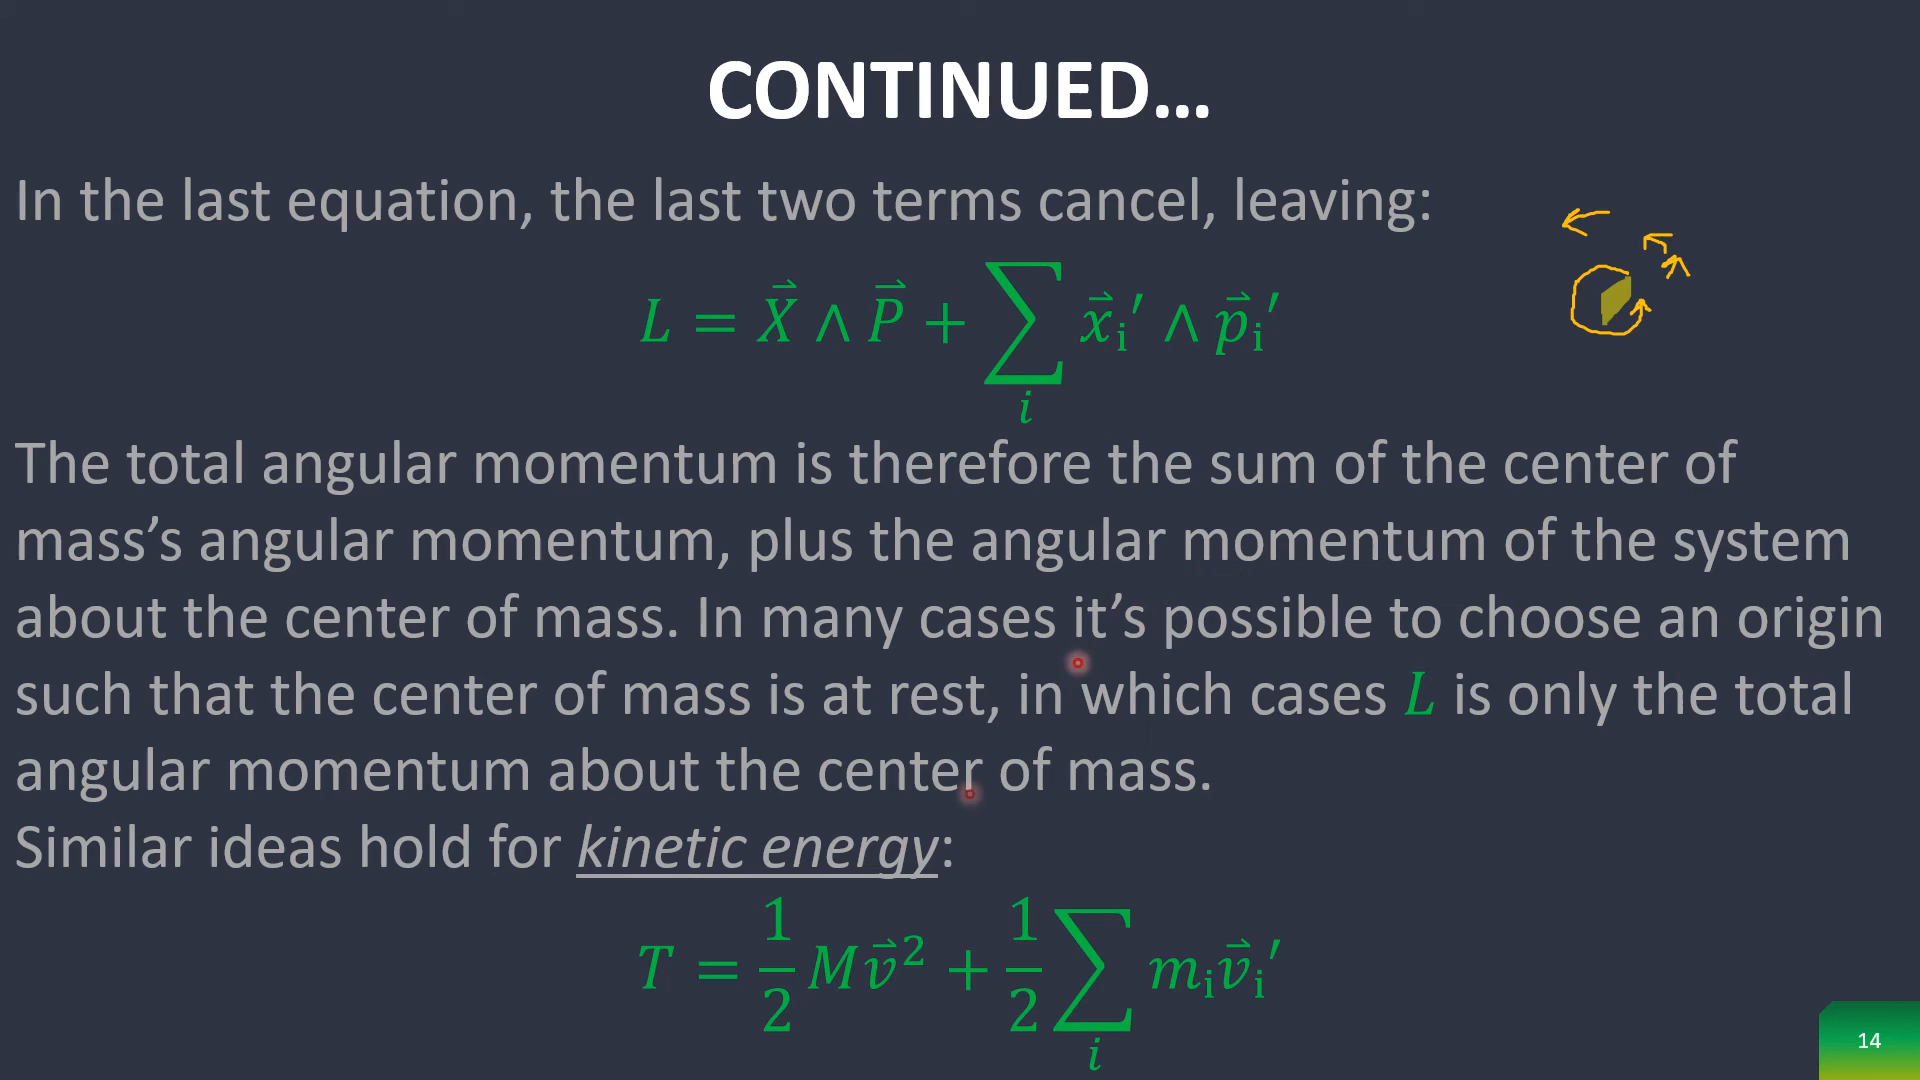 CONTINUED...
In the last equation, the last two terms cancel, leaving:
L = X⃗ ∧ P⃗ + ∑ᵢ x⃗ᵢ′ ∧ p⃗ᵢ′
The total angular momentum is therefore the sum of the center of
mass’s angular momentum, plus the angular momentum of the system
about the center of mass. In many cases it’s possible to choose an origin
such that the center of mass is at rest, in which cases L is only the total
angular momentum about the center of mass.
Similar ideas hold for kinetic energy:
T = 1/2 M v⃗² + 1/2 ∑ᵢ mᵢ v⃗ᵢ′
14